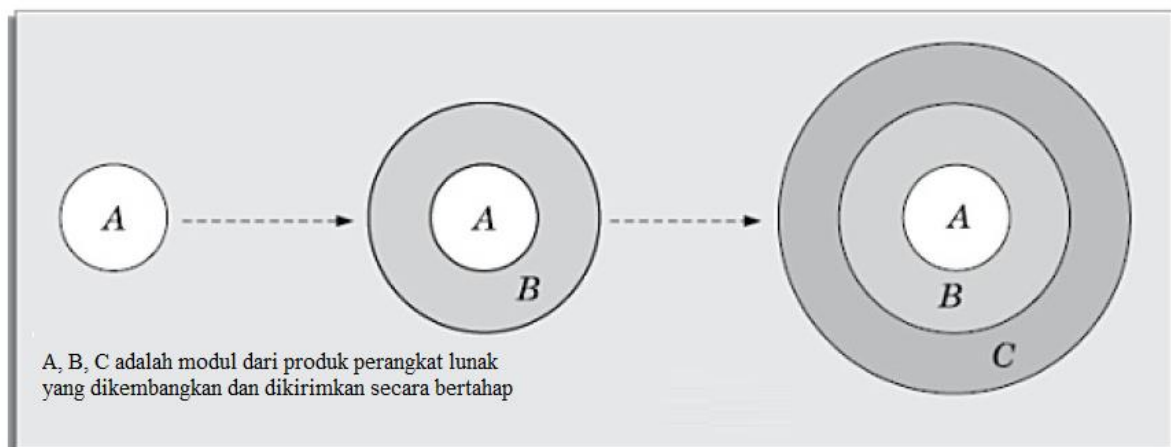 A
A
B
A
B
C
A, B, C adalah modul dari produk perangkat lunak
yang dikembangkan dan dikirimkan secara bertahap